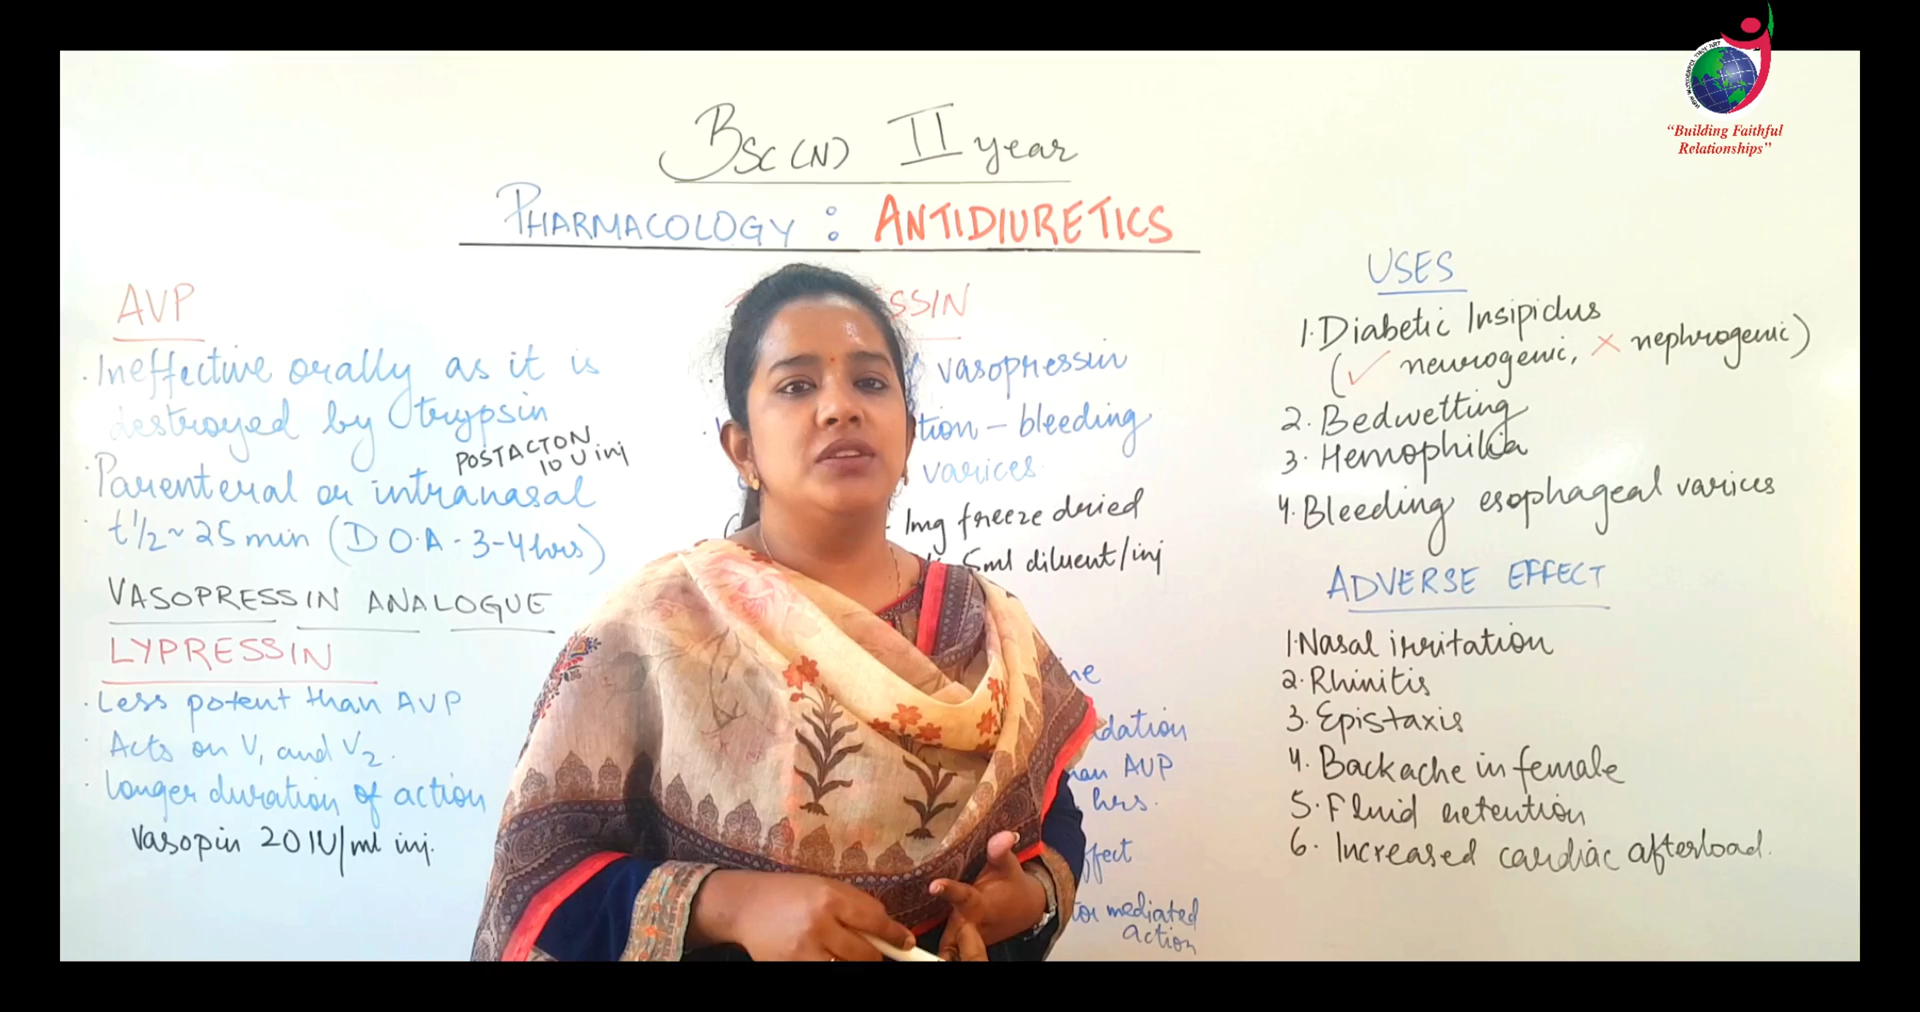 "Building Faithful
Relationships"
BSC (N) II year
PHARMACOLOGY : ANTIDIURETICS
AVP
· Ineffective orally as it is
destroyed by trypsin
POSTACTON
10 U inj
· Parenteral or intranasal
· t½ ~ 25 min (D.O.A - 3-4 hrs)
VASOPRESSIN ANALOGUE
LYPRESSIN
· Less potent than AVP
· Acts on V1 and V2.
· Longer duration of action
Vasopin 20 IU/ml inj.
SSIN
vasopressin
tion – bleeding
varices
- 1mg freeze dried
5ml diluent/inj
ne
dation
han AVP
hrs.
ffect
tor mediated
action
USES
1. Diabetic Insipidus
(✓ neurogenic, ✗ nephrogenic)
2. Bedwetting
3. Hemophilia
4. Bleeding esophageal varices
ADVERSE EFFECT
1. Nasal irritation
2. Rhinitis
3. Epistaxis
4. Backache in female
5. Fluid retention
6. Increased cardiac afterload.